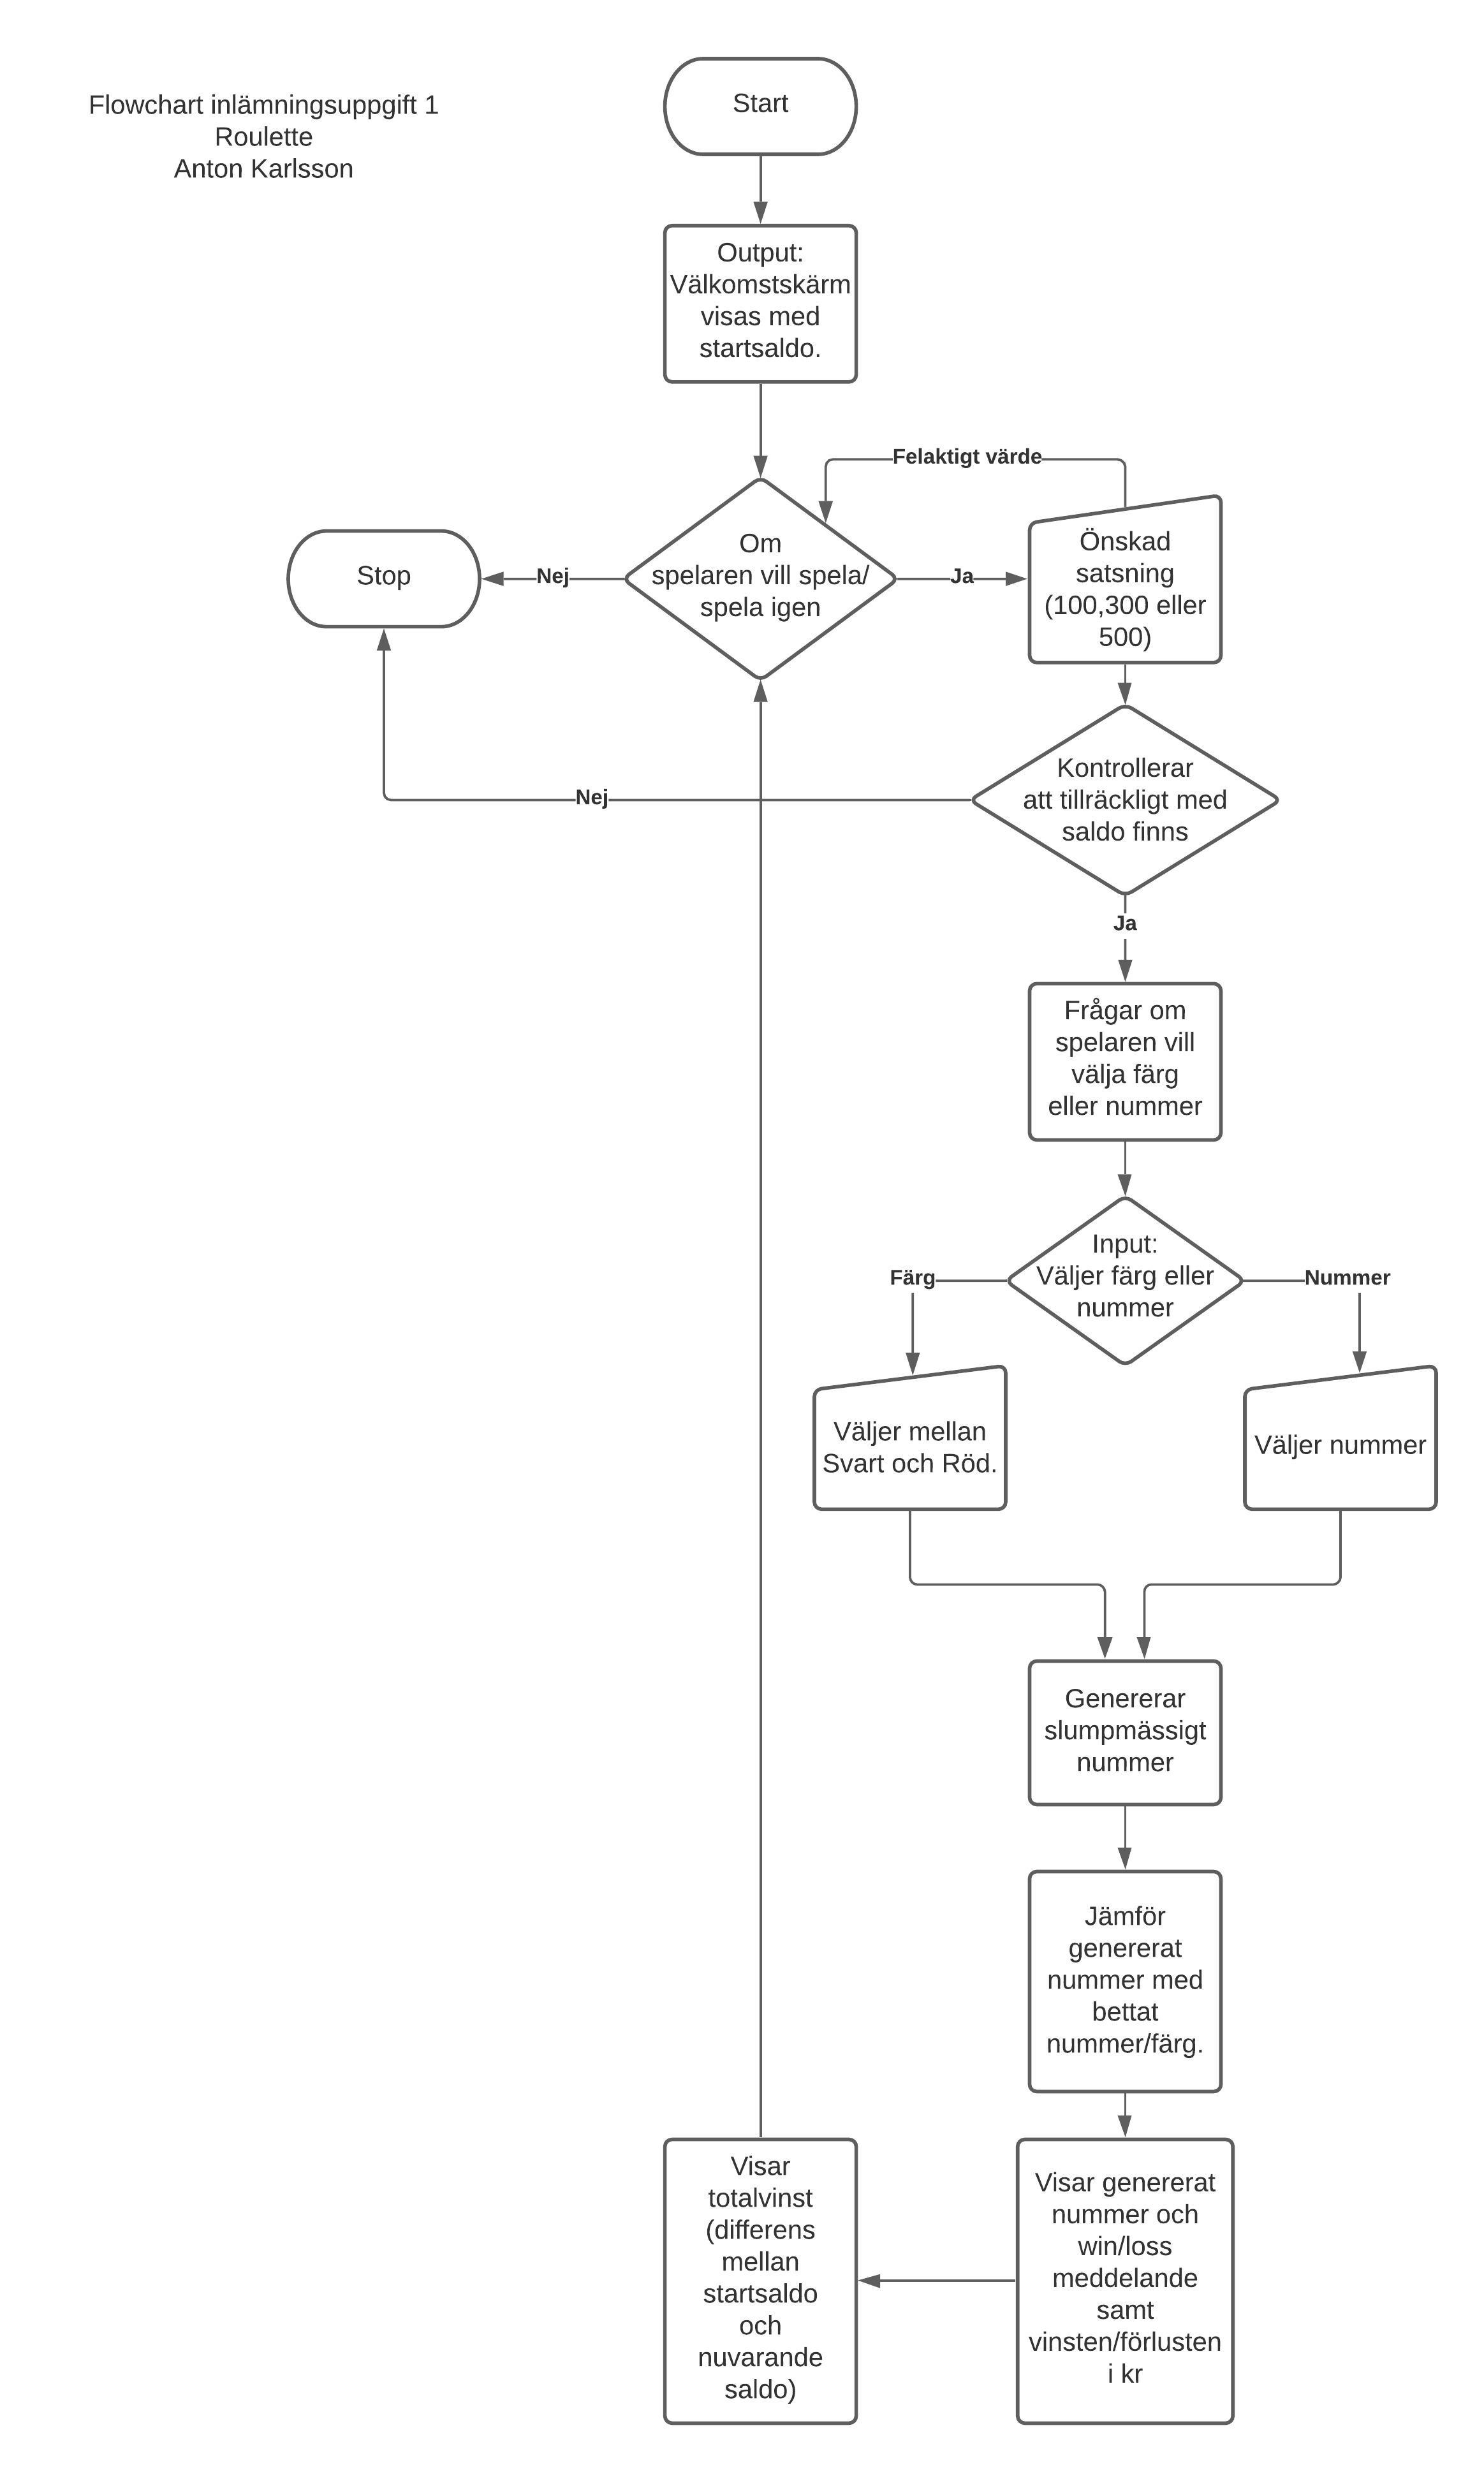 Flowchart inlämningsuppgift 1
Roulette
Anton Karlsson
Start
Output:
Välkomstskärm
visas med
startsaldo.
Felaktigt värde
Om
spelaren vill spela/
spela igen
Nej
Stop
Ja
Önskad
satsning
(100,300 eller
500)
Kontrollerar
att tillräckligt med
saldo finns
Nej
Ja
Frågar om
spelaren vill
välja färg
eller nummer
Input:
Väljer färg eller
nummer
Färg
Nummer
Väljer mellan
Svart och Röd.
Väljer nummer
Genererar
slumpmässigt
nummer
Jämför
genererat
nummer med
bettat
nummer/färg.
Visar genererat
nummer och
win/loss
meddelande
samt
vinsten/förlusten
i kr
Visar
totalvinst
(differens
mellan
startsaldo
och
nuvarande
saldo)